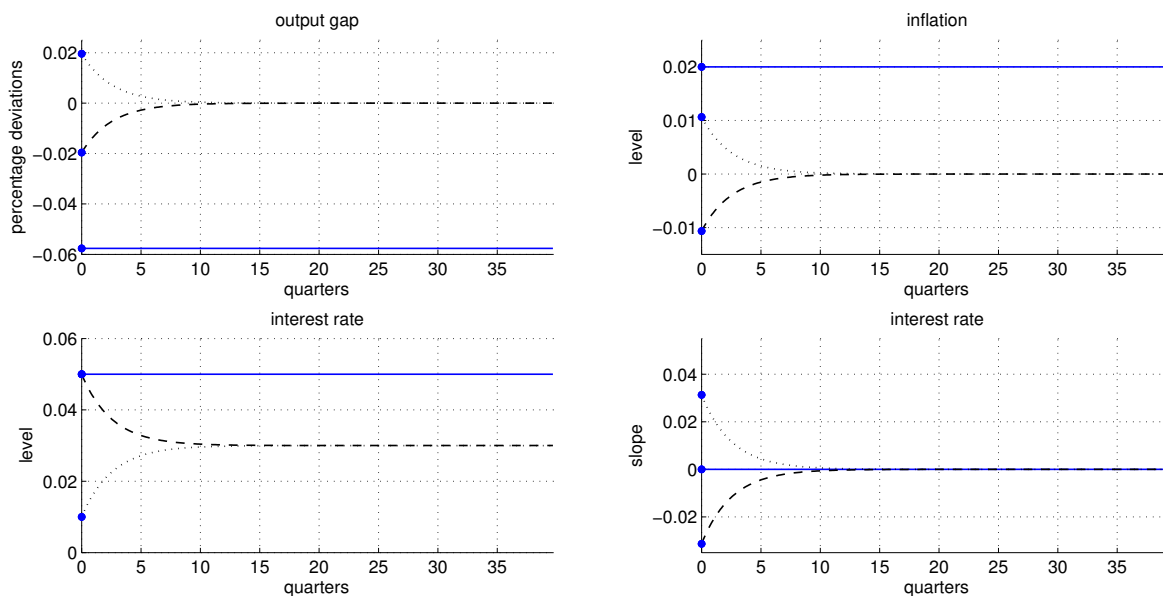 output gap
percentage deviations
0.02
0
−0.02
−0.04
−0.06
0 5 10 15 20 25 30 35
quarters
inflation
level
0.02
0.01
0
−0.01
0 5 10 15 20 25 30 35
quarters
interest rate
level
0.06
0.04
0.02
0
0 5 10 15 20 25 30 35
quarters
interest rate
slope
0.04
0.02
0
−0.02
0 5 10 15 20 25 30 35
quarters